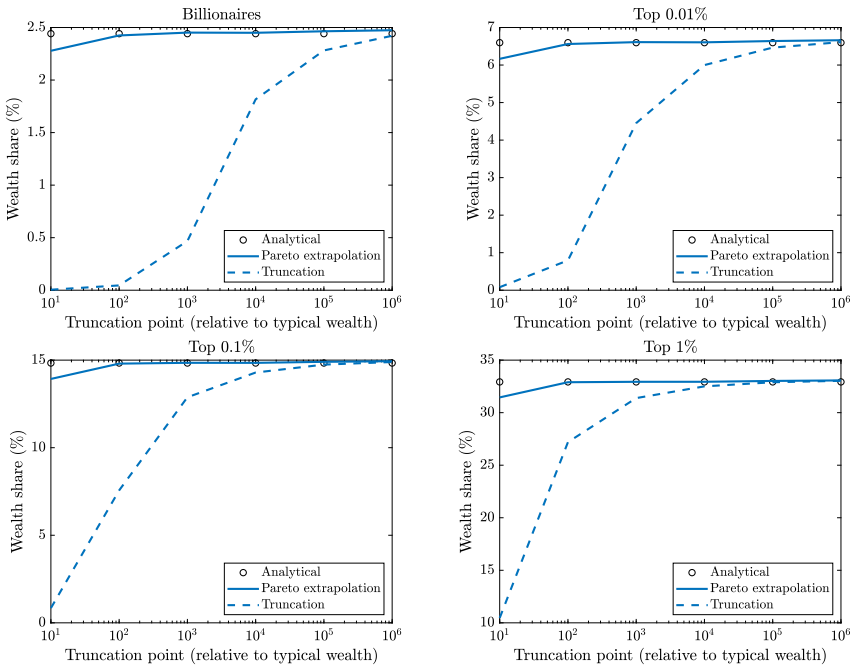 Billionaires
2.5
2
1.5
1
0.5
0
Wealth share (%)
10^1 10^2 10^3 10^4 10^5 10^6
Truncation point (relative to typical wealth)
Analytical
Pareto extrapolation
Truncation
Top 0.01%
7
6
5
4
3
2
1
0
Wealth share (%)
10^1 10^2 10^3 10^4 10^5 10^6
Truncation point (relative to typical wealth)
Analytical
Pareto extrapolation
Truncation
Top 0.1%
15
10
5
0
Wealth share (%)
10^1 10^2 10^3 10^4 10^5 10^6
Truncation point (relative to typical wealth)
Analytical
Pareto extrapolation
Truncation
Top 1%
35
30
25
20
15
10
Wealth share (%)
10^1 10^2 10^3 10^4 10^5 10^6
Truncation point (relative to typical wealth)
Analytical
Pareto extrapolation
Truncation